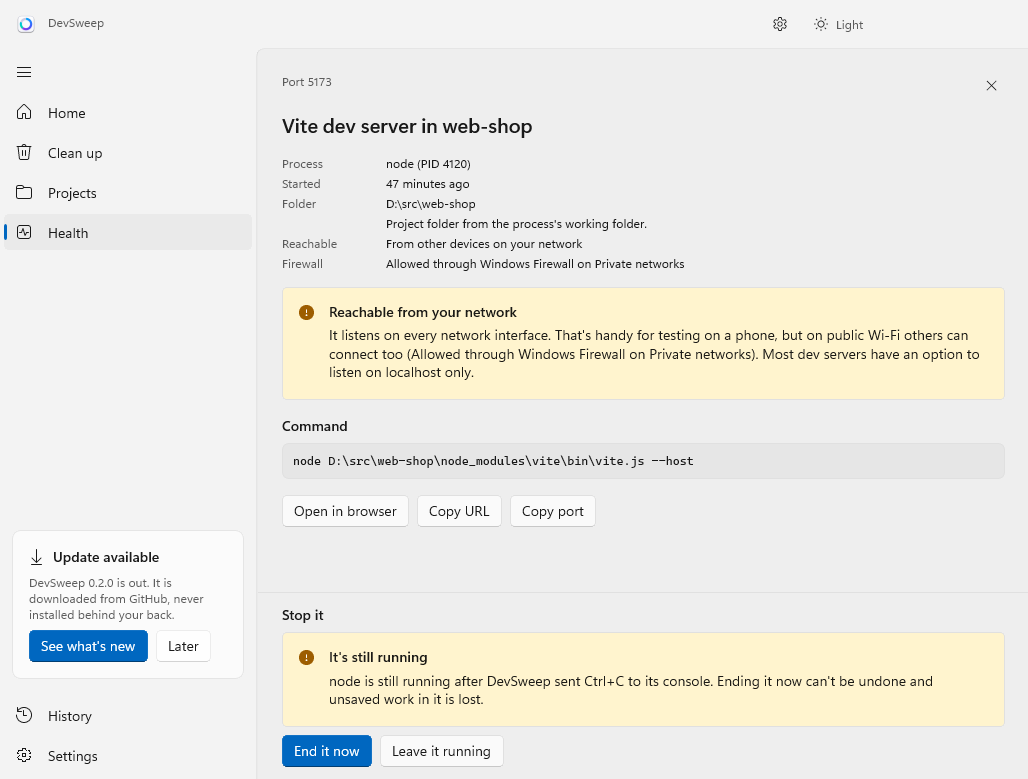 DevSweep
Light
Home
Clean up
Projects
Health
Update available
DevSweep 0.2.0 is out. It is
downloaded from GitHub, never
installed behind your back.
See what's new
Later
History
Settings
Port 5173
Vite dev server in web-shop
Process node (PID 4120)
Started 47 minutes ago
Folder D:\src\web-shop
Project folder from the process's working folder.
Reachable From other devices on your network
Firewall Allowed through Windows Firewall on Private networks
Reachable from your network
It listens on every network interface. That's handy for testing on a phone, but on public Wi-Fi others can
connect too (Allowed through Windows Firewall on Private networks). Most dev servers have an option to
listen on localhost only.
Command
node D:\src\web-shop\node_modules\vite\bin\vite.js --host
Open in browser
Copy URL
Copy port
Stop it
It's still running
node is still running after DevSweep sent Ctrl+C to its console. Ending it now can't be undone and
unsaved work in it is lost.
End it now
Leave it running